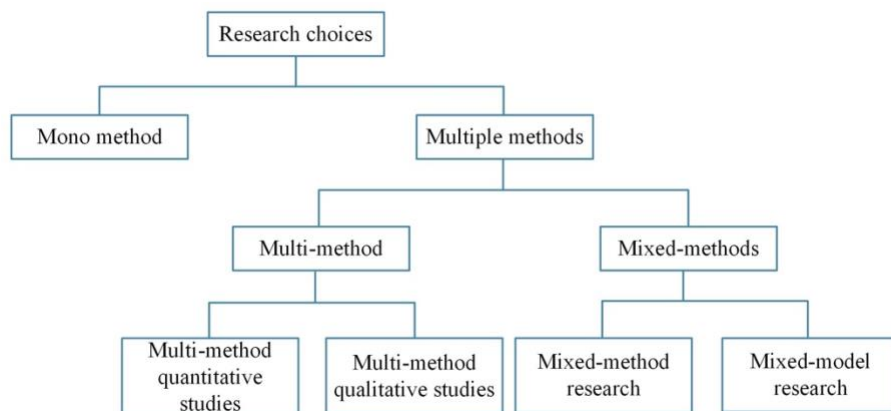 Research choices
Mono method
Multiple methods
Multi-method
Mixed-methods
Multi-method
quantitative
studies
Multi-method
qualitative studies
Mixed-method
research
Mixed-model
research